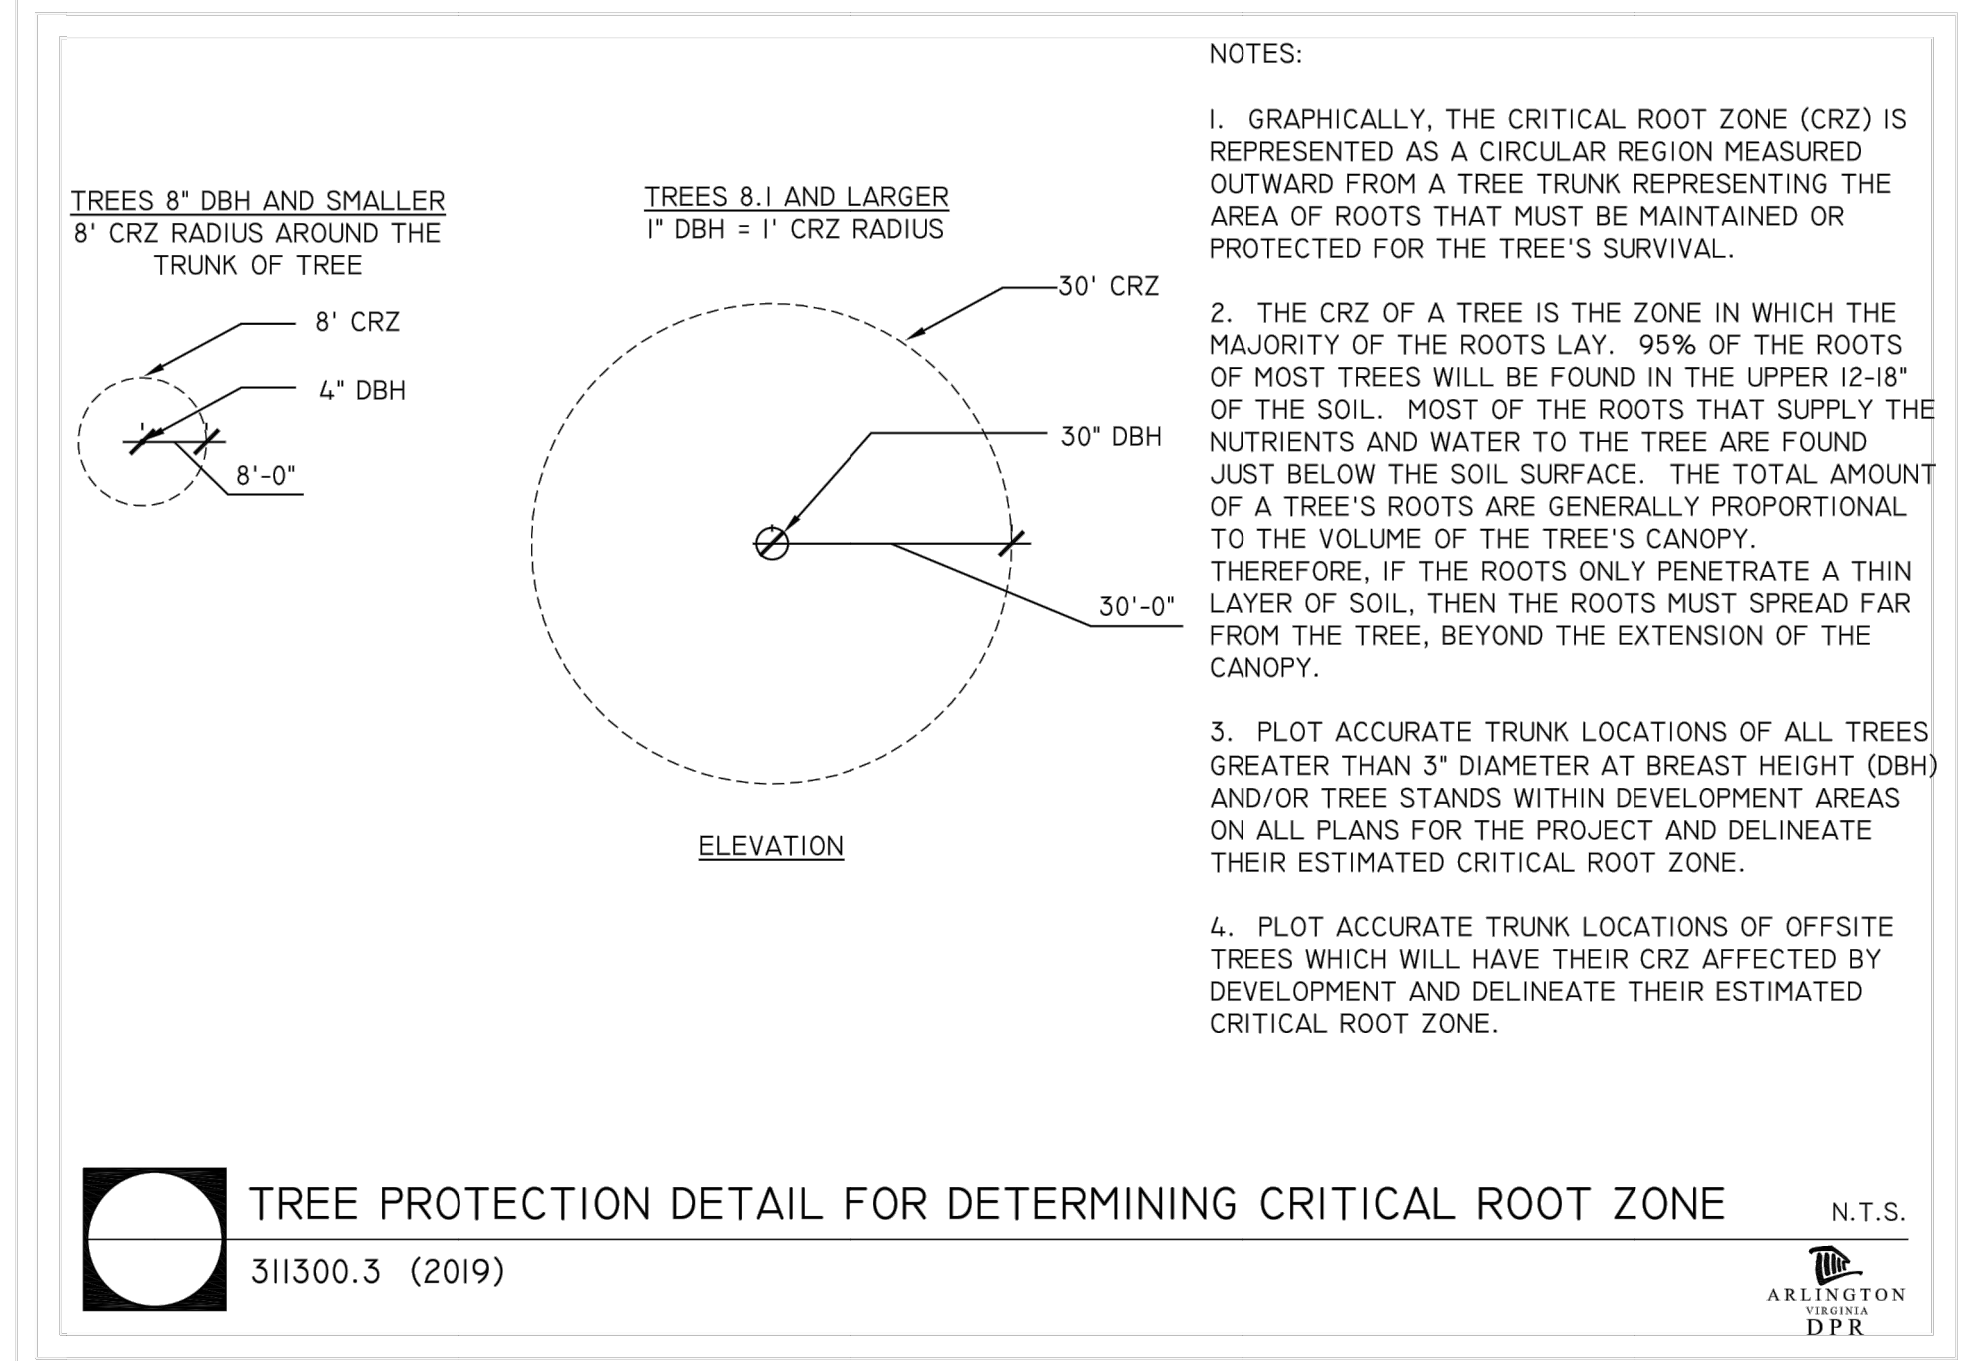 TREES 8" DBH AND SMALLER
8' CRZ RADIUS AROUND THE
TRUNK OF TREE
8' CRZ
4" DBH
8'-0"
TREES 8.1 AND LARGER
1" DBH = 1' CRZ RADIUS
30' CRZ
30" DBH
30'-0"
ELEVATION
NOTES:
1. GRAPHICALLY, THE CRITICAL ROOT ZONE (CRZ) IS
REPRESENTED AS A CIRCULAR REGION MEASURED
OUTWARD FROM A TREE TRUNK REPRESENTING THE
AREA OF ROOTS THAT MUST BE MAINTAINED OR
PROTECTED FOR THE TREE'S SURVIVAL.
2. THE CRZ OF A TREE IS THE ZONE IN WHICH THE
MAJORITY OF THE ROOTS LAY. 95% OF THE ROOTS
OF MOST TREES WILL BE FOUND IN THE UPPER 12-18"
OF THE SOIL. MOST OF THE ROOTS THAT SUPPLY THE
NUTRIENTS AND WATER TO THE TREE ARE FOUND
JUST BELOW THE SOIL SURFACE. THE TOTAL AMOUNT
OF A TREE'S ROOTS ARE GENERALLY PROPORTIONAL
TO THE VOLUME OF THE TREE'S CANOPY.
THEREFORE, IF THE ROOTS ONLY PENETRATE A THIN
LAYER OF SOIL, THEN THE ROOTS MUST SPREAD FAR
FROM THE TREE, BEYOND THE EXTENSION OF THE
CANOPY.
3. PLOT ACCURATE TRUNK LOCATIONS OF ALL TREES
GREATER THAN 3" DIAMETER AT BREAST HEIGHT (DBH)
AND/OR TREE STANDS WITHIN DEVELOPMENT AREAS
ON ALL PLANS FOR THE PROJECT AND DELINEATE
THEIR ESTIMATED CRITICAL ROOT ZONE.
4. PLOT ACCURATE TRUNK LOCATIONS OF OFFSITE
TREES WHICH WILL HAVE THEIR CRZ AFFECTED BY
DEVELOPMENT AND DELINEATE THEIR ESTIMATED
CRITICAL ROOT ZONE.
TREE PROTECTION DETAIL FOR DETERMINING CRITICAL ROOT ZONE
N.T.S.
311300.3 (2019)
ARLINGTON
VIRGINIA
DPR